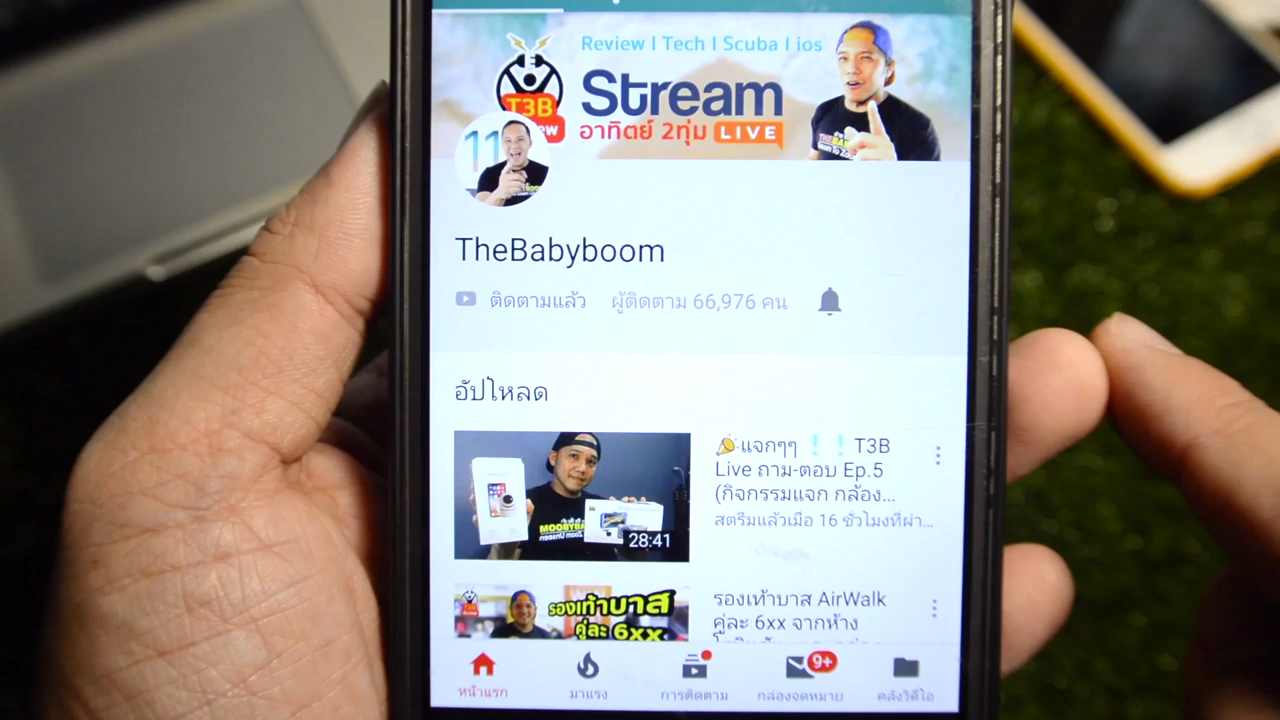 Review | Tech | Scuba | ios
T3B
Stream
อาทิตย์ 2ทุ่ม LIVE
11
TheBabyboom
ติดตามแล้ว ผู้ติดตาม 66,976 คน
อัปโหลด
แจกๆๆ ❕❕ T3B
Live ถาม-ตอบ Ep.5
(กิจกรรมแจก กล้อง...
สตรีมแล้วเมื่อ 16 ชั่วโมงที่ผ่า...
28:41
รองเท้าบาส
คู่ละ 6xx
รองเท้าบาส AirWalk
คู่ละ 6xx จากห้าง
หน้าแรก
มาแรง
การติดตาม
9+
กล่องจดหมาย
คลังวิดีโอ